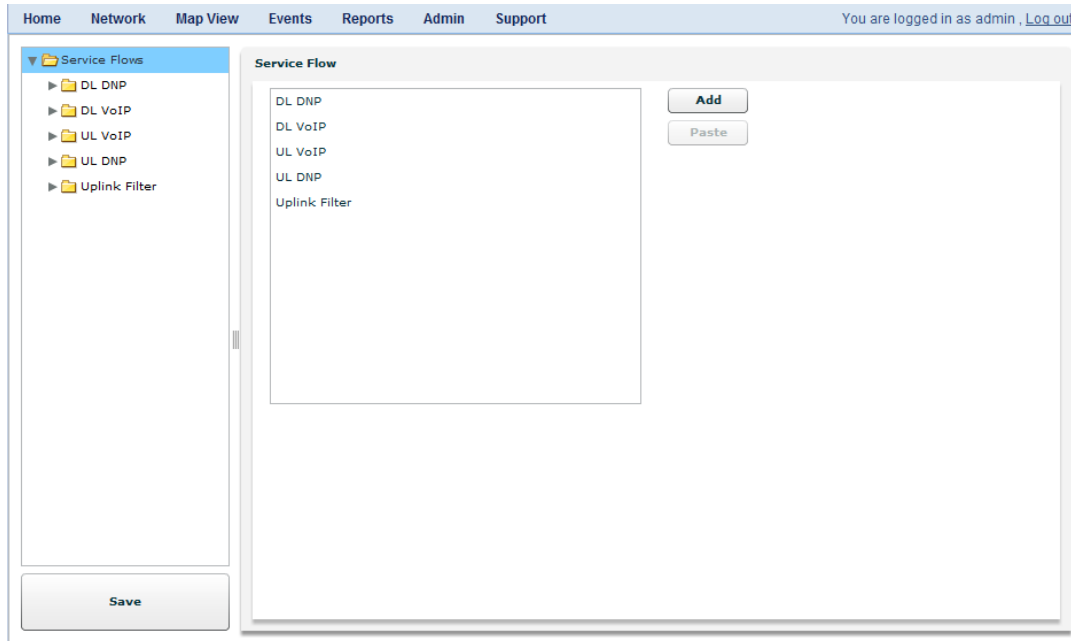 Home Network Map View Events Reports Admin Support You are logged in as admin , Log out
Service Flows
DL DNP
DL VoIP
UL VoIP
UL DNP
Uplink Filter
Save
Service Flow
DL DNP
DL VoIP
UL VoIP
UL DNP
Uplink Filter
Add
Paste